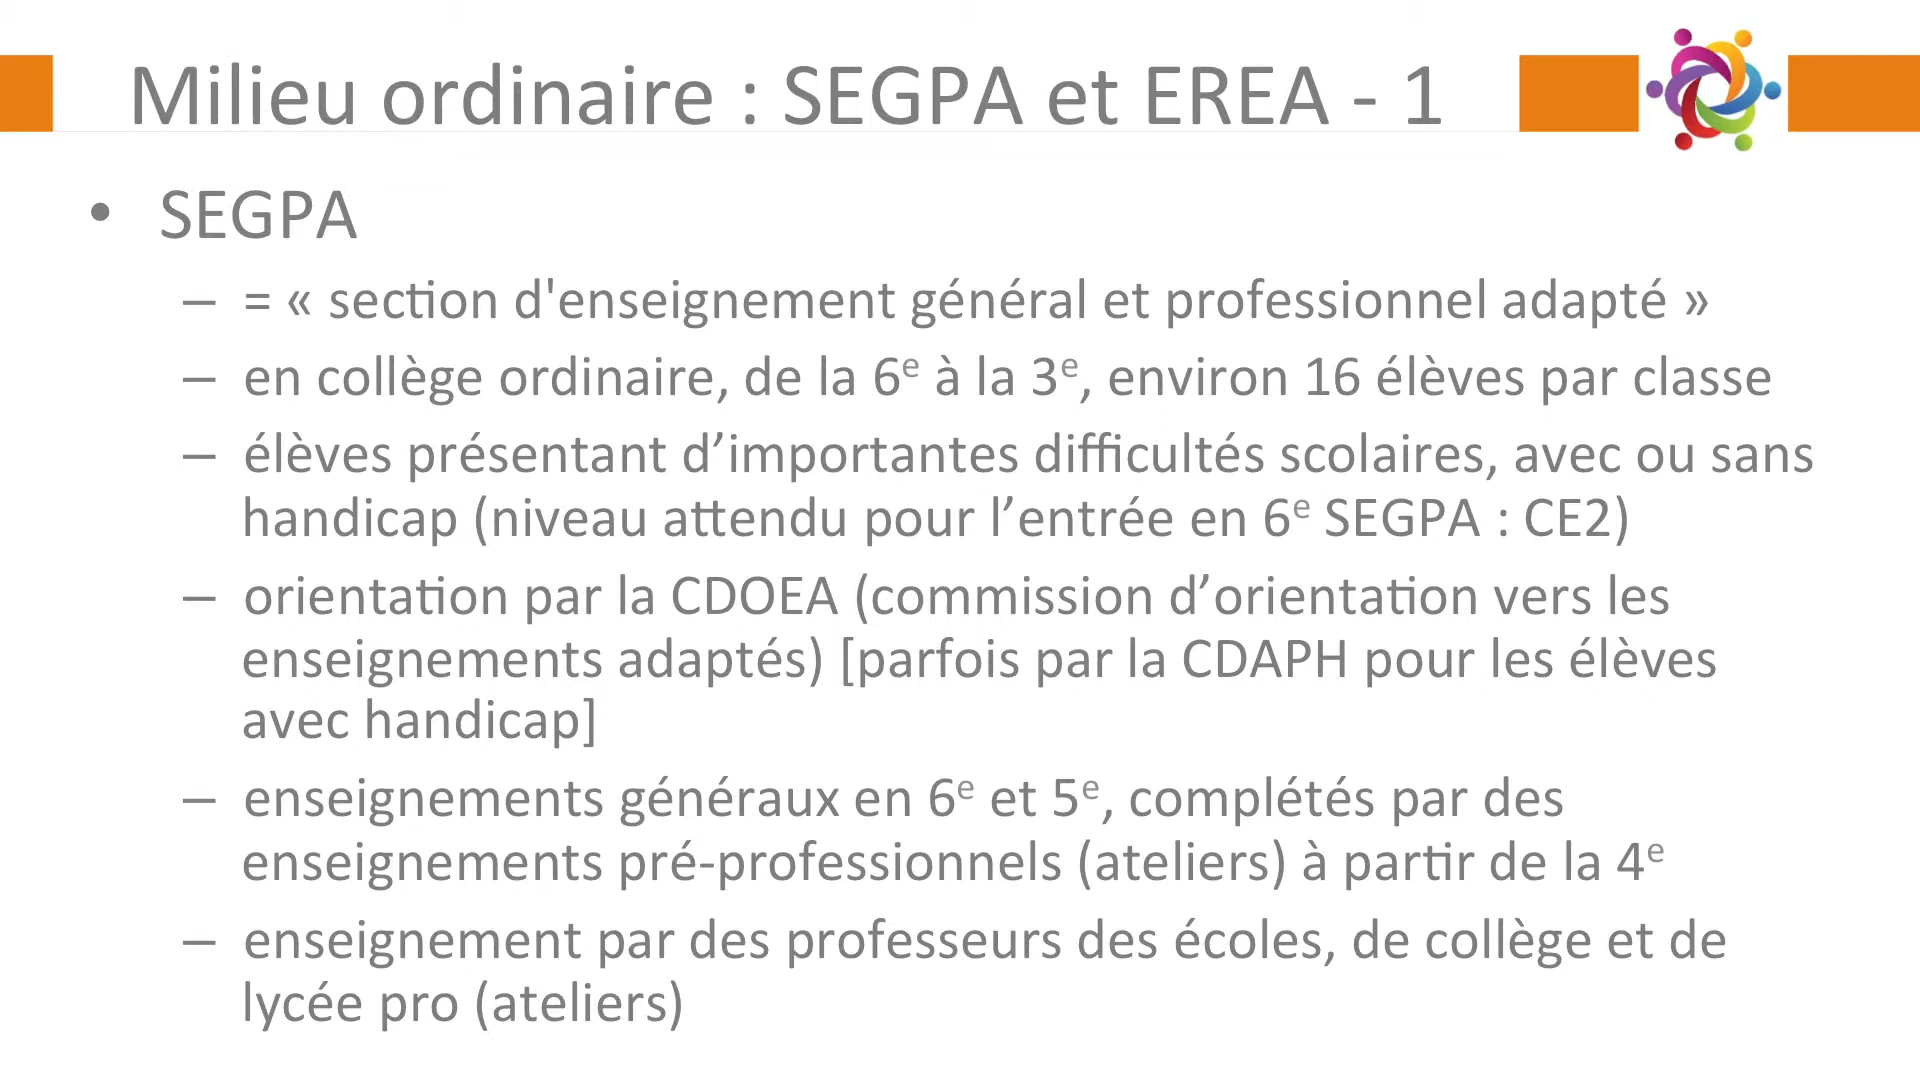 Milieu ordinaire : SEGPA et EREA - 1
• SEGPA
– = « section d'enseignement général et professionnel adapté »
– en collège ordinaire, de la 6e à la 3e, environ 16 élèves par classe
– élèves présentant d’importantes difficultés scolaires, avec ou sans
handicap (niveau attendu pour l’entrée en 6e SEGPA : CE2)
– orientation par la CDOEA (commission d’orientation vers les
enseignements adaptés) [parfois par la CDAPH pour les élèves
avec handicap]
– enseignements généraux en 6e et 5e, complétés par des
enseignements pré-professionnels (ateliers) à partir de la 4e
– enseignement par des professeurs des écoles, de collège et de
lycée pro (ateliers)